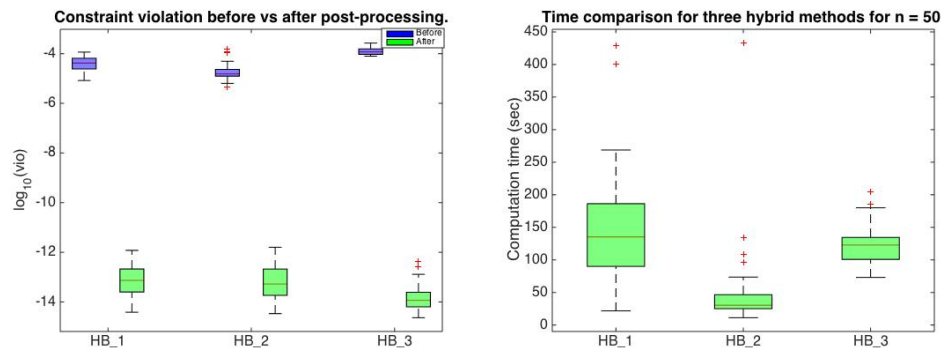 Constraint violation before vs after post-processing.
Before
After
-4
-6
-8
-10
-12
-14
log10(vio)
HB_1
HB_2
HB_3
Time comparison for three hybrid methods for n = 50
450
400
350
300
250
200
150
100
50
0
Computation time (sec)
HB_1
HB_2
HB_3